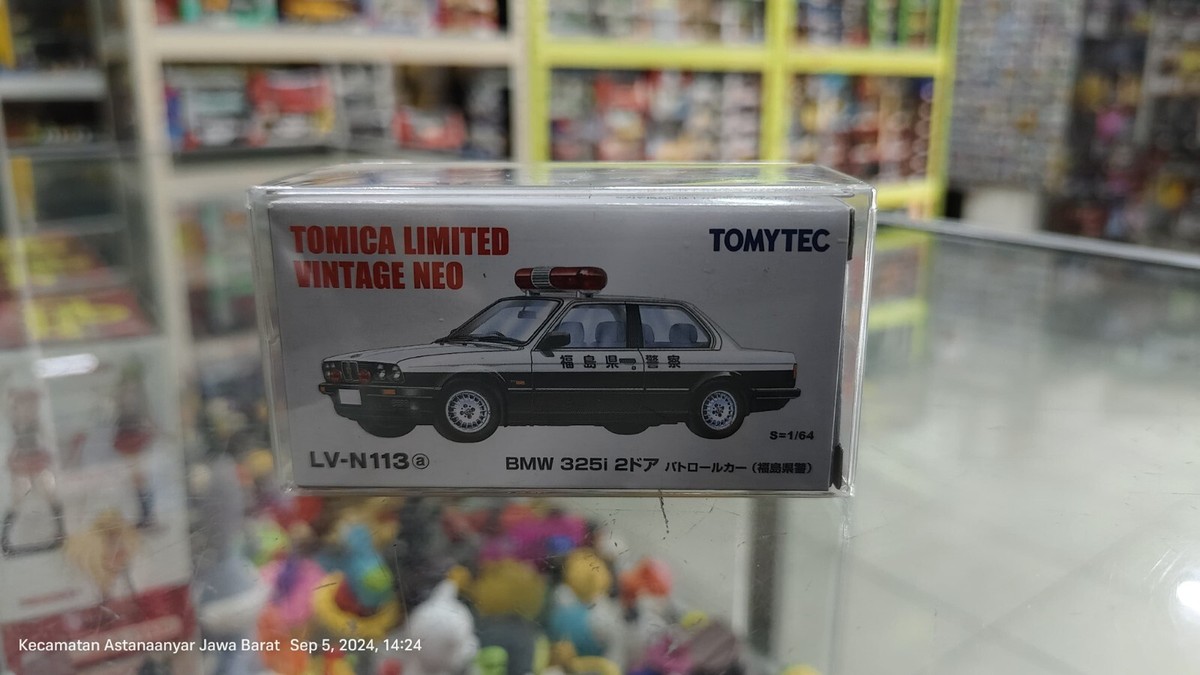 TOMICA LIMITED
VINTAGE NEO
TOMYTEC
福島県警察
S=1/64
LV-N113ⓐ
BMW 325i 2ドア パトロールカー（福島県警）
Kecamatan Astanaanyar Jawa Barat Sep 5, 2024, 14:24